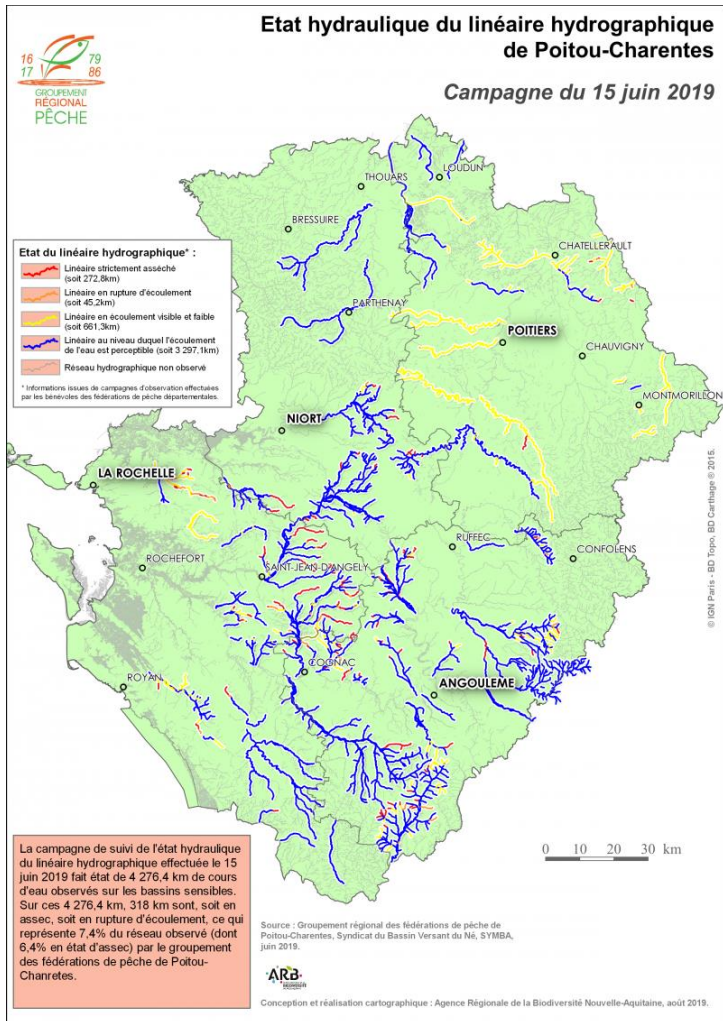 Etat hydraulique du linéaire hydrographique
de Poitou-Charentes
Campagne du 15 juin 2019
16 79
17 86
GROUPEMENT
RÉGIONAL
PÊCHE
LOUDUN
THOUARS
BRESSUIRE
CHATELLERAULT
Etat du linéaire hydrographique* :
Linéaire strictement asséché
(soit 272,8km)
Linéaire en rupture d'écoulement
(soit 45,2km)
Linéaire en écoulement visible et faible
(soit 661,3km)
Linéaire au niveau duquel l'écoulement
de l'eau est perceptible (soit 3 297,1km)
Réseau hydrographique non observé
* Informations issues de campagnes d'observation effectuées
par les bénévoles des fédérations de pêche départementales.
PARTHENAY
POITIERS
CHAUVIGNY
MONTMORILLON
NIORT
LA ROCHELLE
RUFFEC
CONFOLENS
ROCHEFORT
SAINT-JEAN-D'ANGELY
COGNAC
ROYAN
ANGOULEME
© IGN Paris - BD Topo, BD Carthage ® 2015.
0 10 20 30 km
La campagne de suivi de l'état hydraulique
du linéaire hydrographique effectuée le 15
juin 2019 fait état de 4 276,4 km de cours
d'eau observés sur les bassins sensibles.
Sur ces 4 276,4 km, 318 km sont, soit en
assec, soit en rupture d'écoulement, ce qui
représente 7,4% du réseau observé (dont
6,4% en état d'assec) par le groupement
des fédérations de pêche de Poitou-
Chanretes.
Source : Groupement régional des fédérations de pêche de
Poitou-Charentes, Syndicat du Bassin Versant du Né, SYMBA,
juin 2019.
ARB
Conception et réalisation cartographique : Agence Régionale de la Biodiversité Nouvelle-Aquitaine, août 2019.